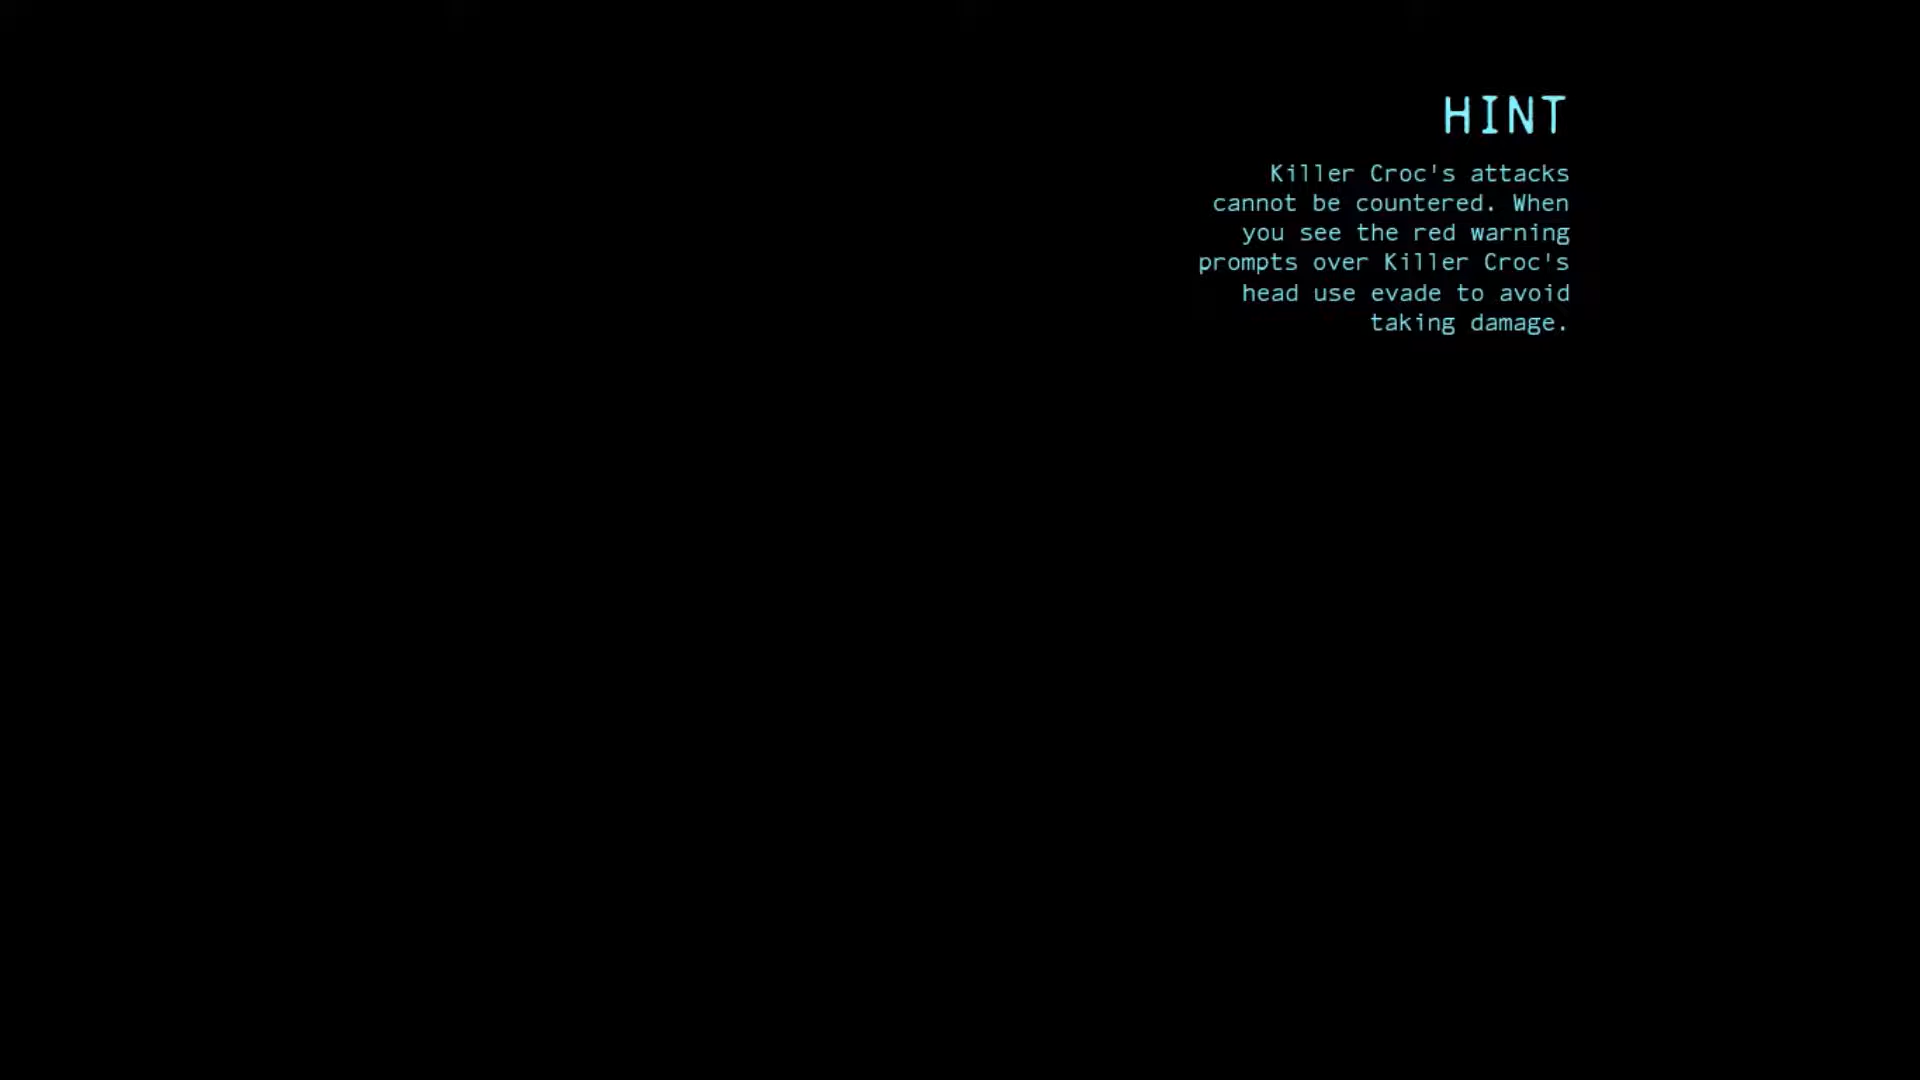 HINT
Killer Croc's attacks
cannot be countered. When
you see the red warning
prompts over Killer Croc's
head use evade to avoid
taking damage.